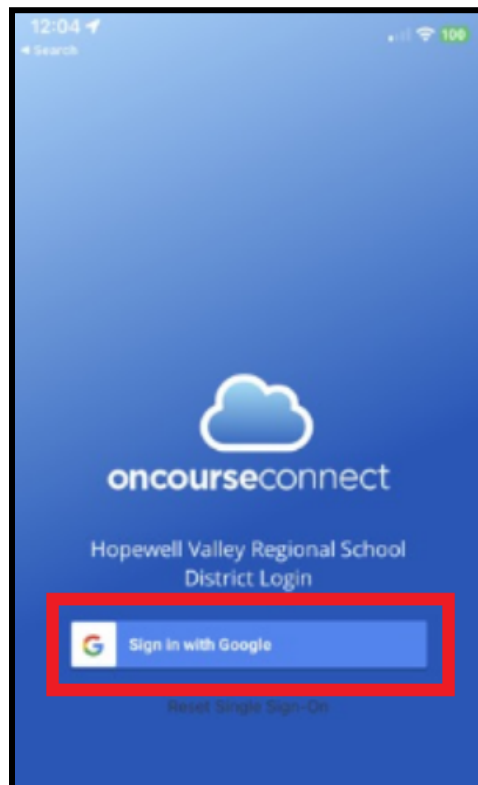 12:04
Search
100
oncourseconnect
Hopewell Valley Regional School
District Login
Sign in with Google
Reset Single Sign-On